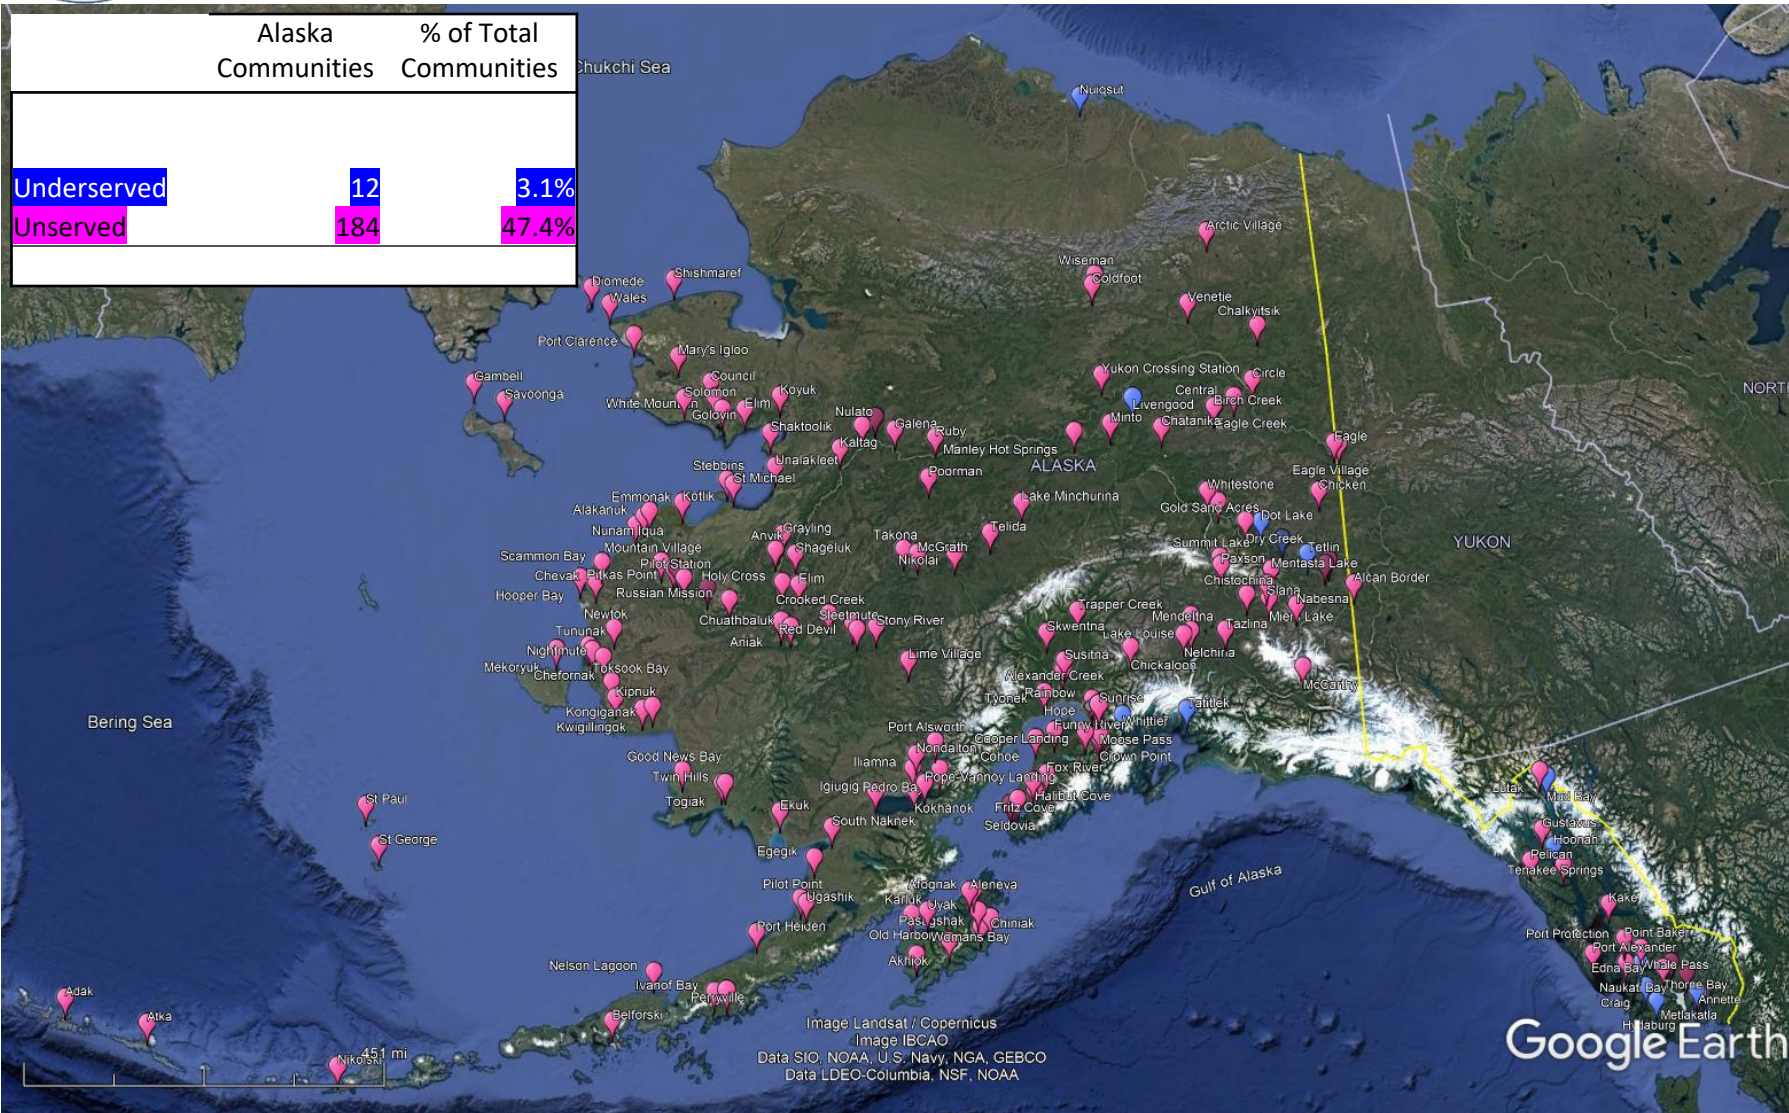 Alaska Communities
% of Total Communities
Underserved 12 3.1%
Unserved 184 47.4%
Chukchi Sea
Nuiqsut
Arctic Village
Wiseman
Coldfoot
Venetie
Chalkyitsik
Diomede
Shishmaref
Wales
Port Clarence
Mary's Igloo
Gambell
Savoonga
Council
Solomon
White Mountain
Golovin
Elim
Koyuk
Shaktoolik
Nulato
Galena
Ruby
Kaltag
Unalakleet
Manley Hot Springs
Yukon Crossing Station
Livengood
Minto
Central
Circle
Birch Creek
Chatanika
Eagle Creek
ALASKA
Eagle
Eagle Village
Chicken
NORT
YUKON
Stebbins
St Michael
Poorman
Lake Minchurina
Emmonak
Kotlik
Alakanuk
Nunam Iqua
Telida
Whitestone
Gold Sand Acres
Dot Lake
Dry Creek
Tetlin
Summit Lake
Paxson
Mentasta Lake
Chistochina
Slana
Nabesna
Alcan Border
Grayling
Anvik
Shageluk
Takona
McGrath
Nikolai
Scammon Bay
Mountain Village
Pilot Station
Chevak
Pitkas Point
Hooper Bay
Russian Mission
Holy Cross
Elim
Crooked Creek
Newtok
Chuathbaluk
Sleetmute
Stony River
Aniak
Red Devil
Tununak
Nightmute
Mekoryuk
Toksook Bay
Chefornak
Kipnuk
Kongiganak
Kwigillingok
Lime Village
Trapper Creek
Skwentna
Mendeltna
Lake Louise
Tazlina
Nelchina
Chickaloon
Susitna
Alexander Creek
McCarthy
Tyonek
Rainbow
Sunrise
Hope
Whittier
Tatitlek
Funny River
Cooper Landing
Moose Pass
Crown Point
Cohoe
Port Alsworth
Nondalton
Iliamna
Pope-Vannoy Landing
Fox River
Igiugig
Pedro Ba
Kokhanok
Halibut Cove
Fritz Cove
Seldovia
Bering Sea
Good News Bay
Twin Hills
Togiak
Ekuk
South Naknek
Egegik
St Paul
St George
Pilot Point
Ugashik
Port Heiden
Afognak
Aleneva
Karluk
Uyak
Pasagshak
Chiniak
Old Harbor
Womans Bay
Akhiok
Gulf of Alaska
Lutak
Mud Bay
Gustavus
Hoonah
Pelican
Tenakee Springs
Kake
Port Protection
Point Baker
Port Alexander
Edna Bay
Whale Pass
Naukati Bay
Thorne Bay
Craig
Annette
Metlakatla
Hydaburg
Nelson Lagoon
Ivanof Bay
Perryville
Belforski
Adak
Atka
Nikolski
451 mi
Image Landsat / Copernicus
Image IBCAO
Data SIO, NOAA, U.S. Navy, NGA, GEBCO
Data LDEO-Columbia, NSF, NOAA
Google Earth